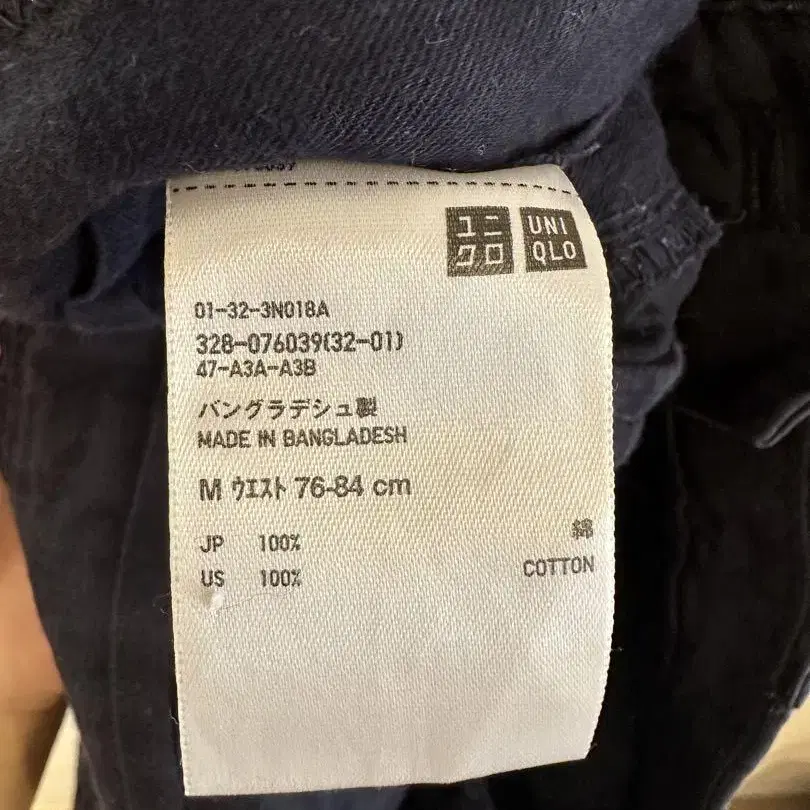 ユニクロ
UNIQLO
01-32-3N018A
328-076039(32-01)
47-A3A-A3B
バングラデシュ製
MADE IN BANGLADESH
M ウエスト 76-84 cm
JP 100% 綿
US 100% COTTON